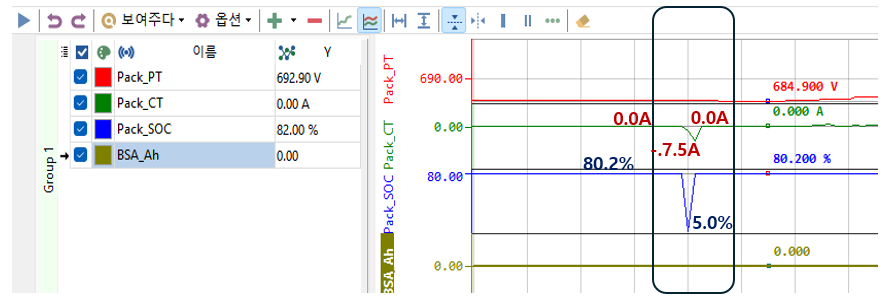 보여주다 옵션
이름 Y
Group 1
Pack_PT 692.90 V
Pack_CT 0.00 A
Pack_SOC 82.00 %
BSA_Ah 0.00
Pack_PT
690.00
684.900 V
Pack_CT
0.00
0.0A
0.0A
0.000 A
-.7.5A
Pack_SOC
80.00
80.2%
80.200 %
5.0%
BSA_Ah
0.00
0.000